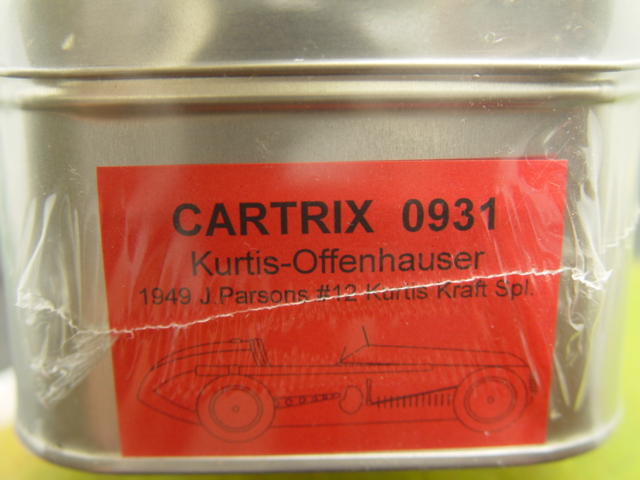 CARTRIX 0931
Kurtis-Offenhauser
1949 J.Parsons #12 Kurtis Kraft Spl.